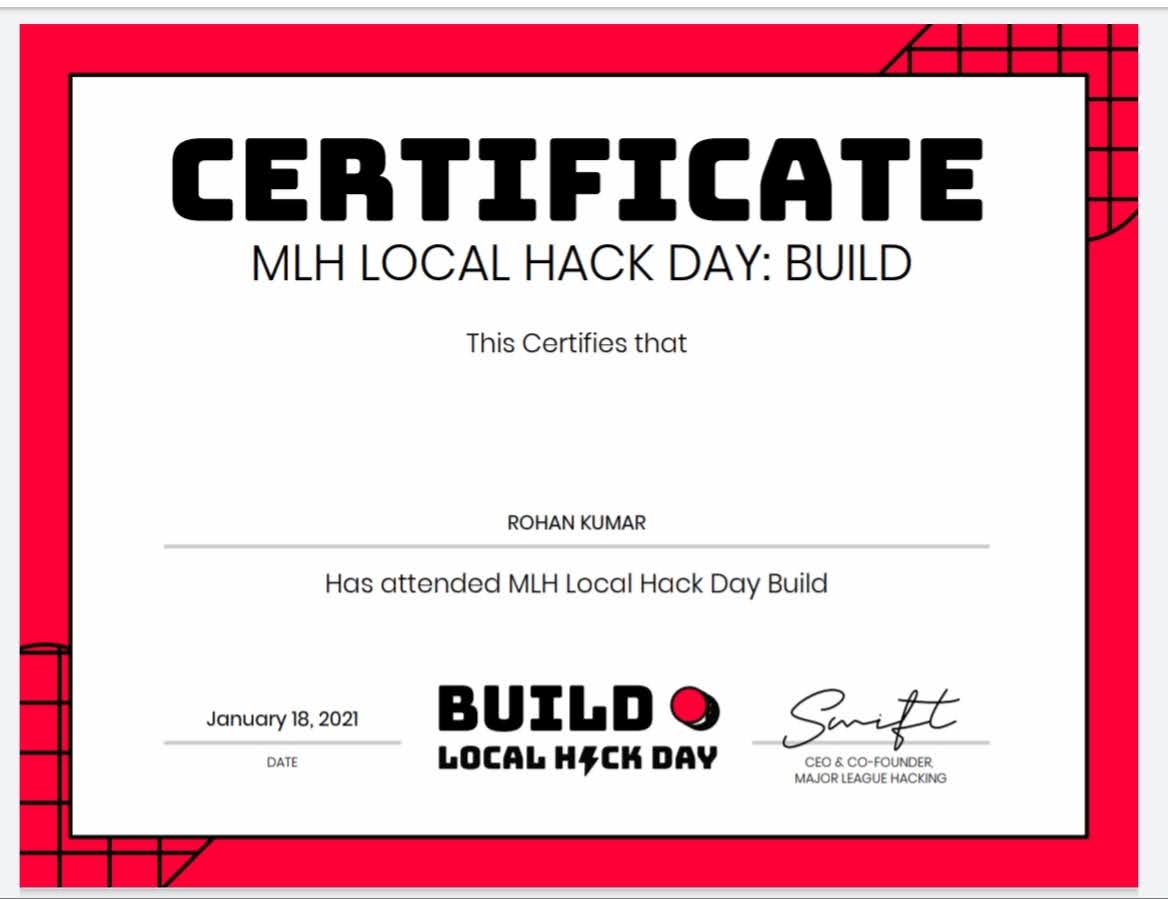 CERTIFICATE
MLH LOCAL HACK DAY: BUILD
This Certifies that
ROHAN KUMAR
Has attended MLH Local Hack Day Build
January 18, 2021
DATE
BUILD
LOCAL HACK DAY
Swift
CEO & CO-FOUNDER,
MAJOR LEAGUE HACKING